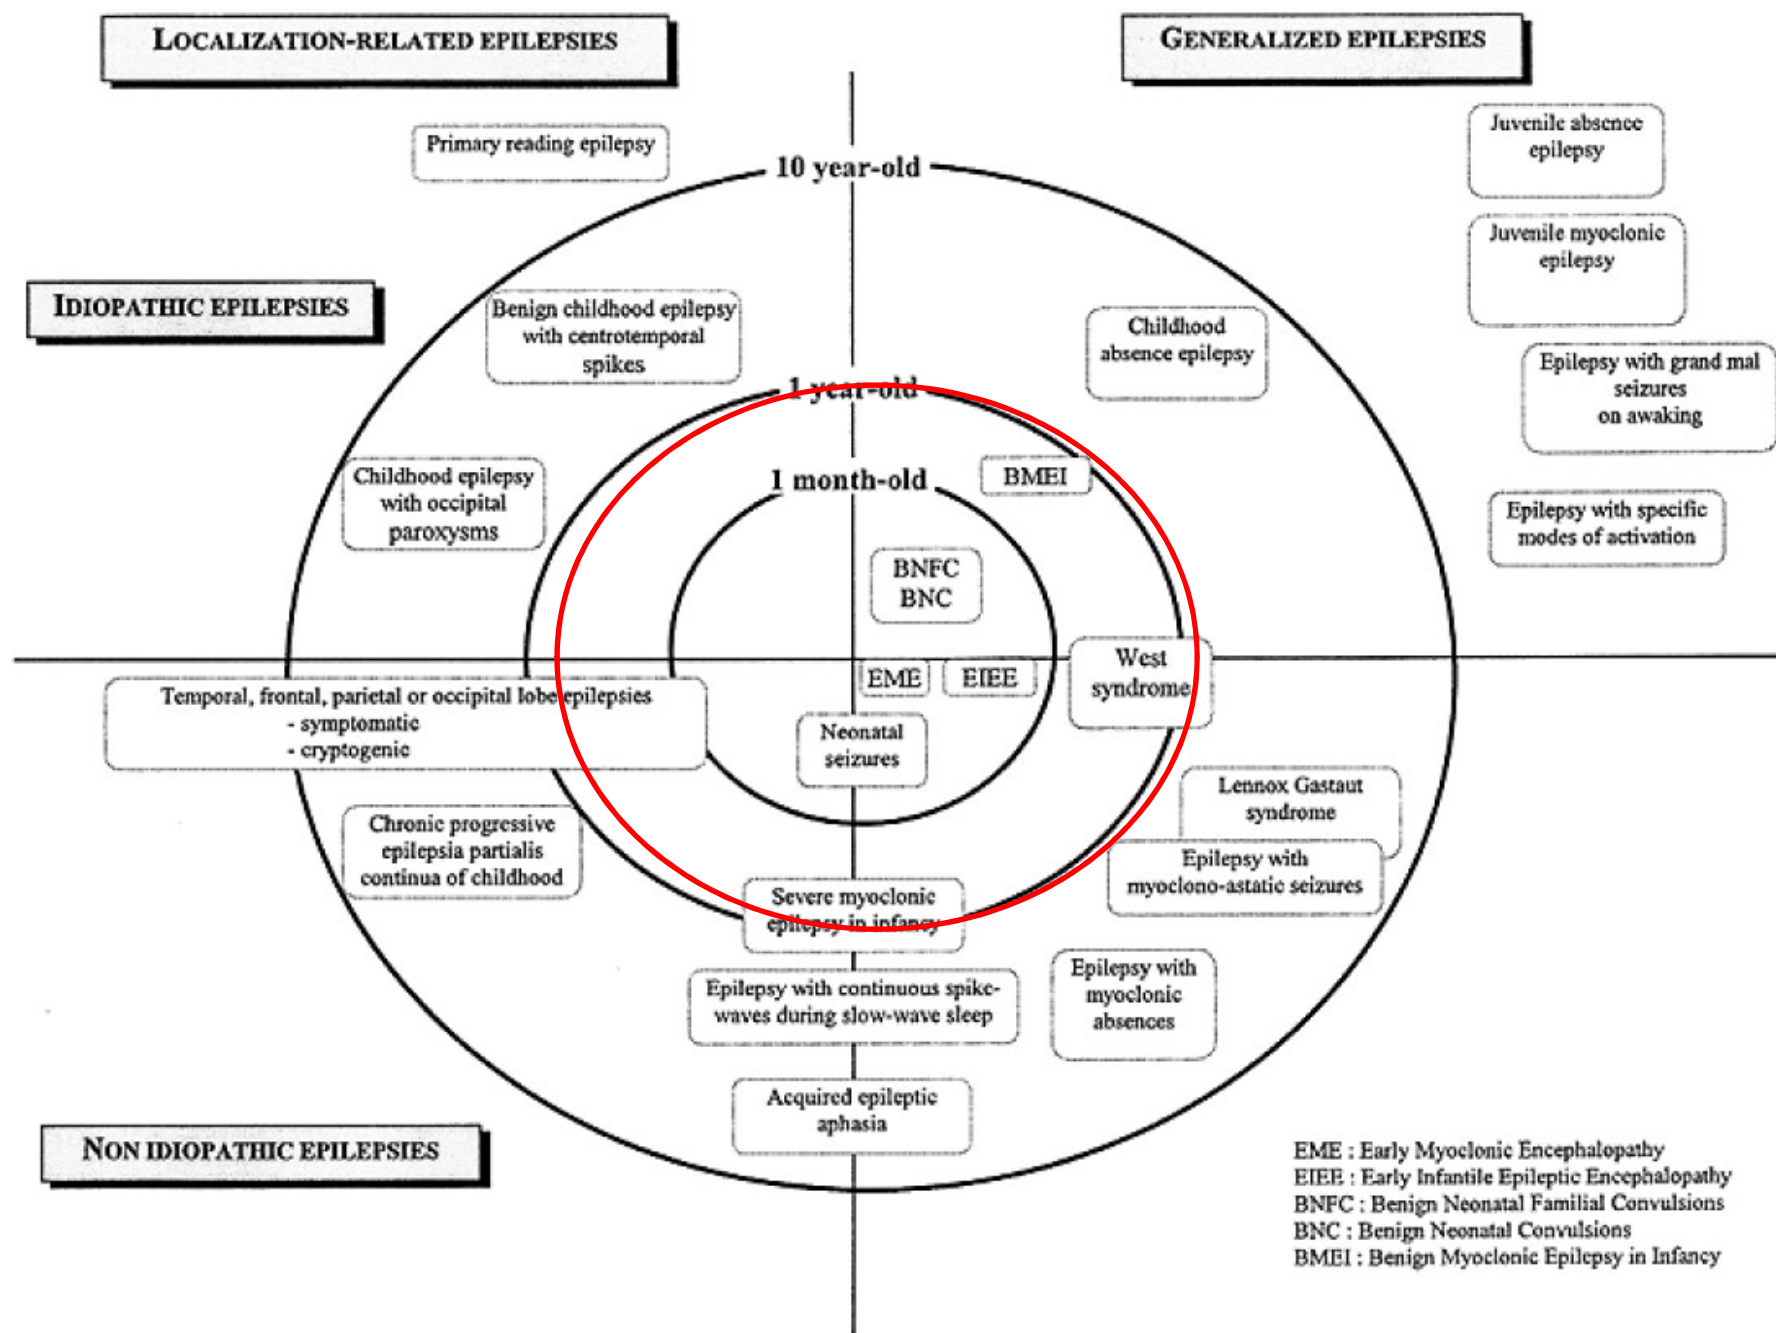 LOCALIZATION-RELATED EPILEPSIES
GENERALIZED EPILEPSIES
Primary reading epilepsy
Juvenile absence
epilepsy
10 year-old
Juvenile myoclonic
epilepsy
IDIOPATHIC EPILEPSIES
Benign childhood epilepsy
with centrotemporal
spikes
Childhood
absence epilepsy
Epilepsy with grand mal
seizures
on awaking
1 year-old
Childhood epilepsy
with occipital
paroxysms
1 month-old
BMEI
Epilepsy with specific
modes of activation
BNFC
BNC
West
syndrome
EME
EIEE
Temporal, frontal, parietal or occipital lobe epilepsies
- symptomatic
- cryptogenic
Neonatal
seizures
Lennox Gastaut
syndrome
Chronic progressive
epilepsia partialis
continua of childhood
Epilepsy with
myoclono-astatic seizures
Severe myoclonic
epilepsy in infancy
Epilepsy with continuous spike-
waves during slow-wave sleep
Epilepsy with
myoclonic
absences
Acquired epileptic
aphasia
NON IDIOPATHIC EPILEPSIES
EME : Early Myoclonic Encephalopathy
EIEE : Early Infantile Epileptic Encephalopathy
BNFC : Benign Neonatal Familial Convulsions
BNC : Benign Neonatal Convulsions
BMEI : Benign Myoclonic Epilepsy in Infancy